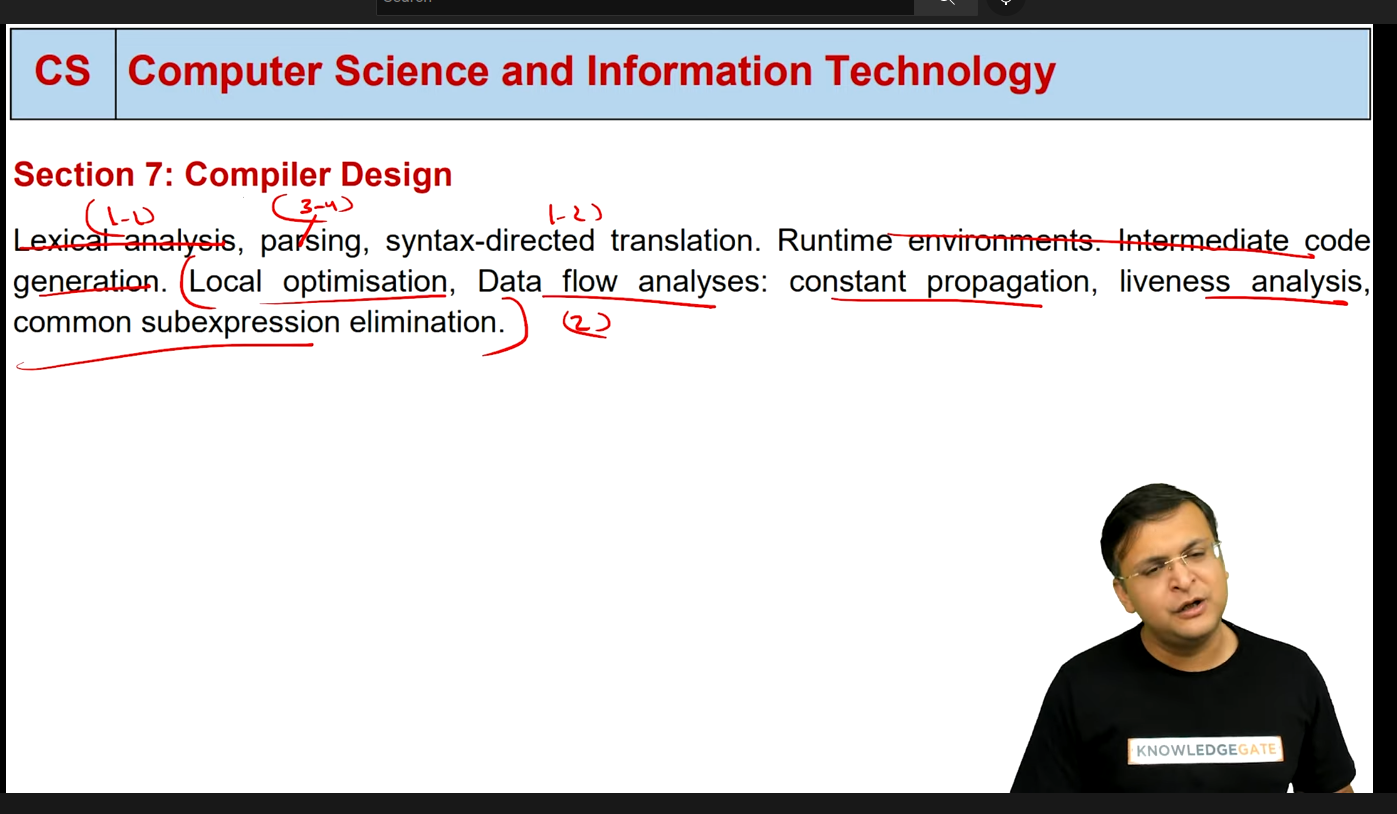 CS Computer Science and Information Technology
Section 7: Compiler Design
(1-2) (3-4) 1-2)
Lexical analysis, parsing, syntax-directed translation. Runtime environments. Intermediate code
generation. (Local optimisation, Data flow analyses: constant propagation, liveness analysis,
common subexpression elimination.) (2)
KNOWLEDGEGATE